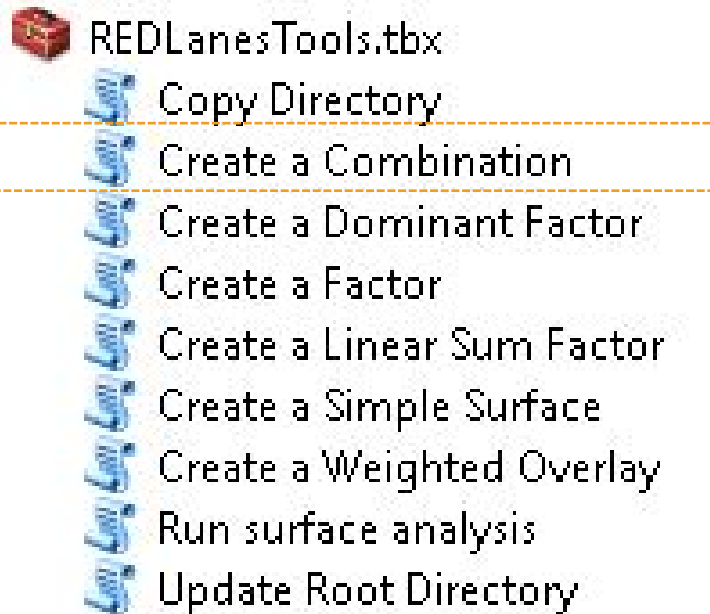 REDLanesTools.tbx
Copy Directory
Create a Combination
Create a Dominant Factor
Create a Factor
Create a Linear Sum Factor
Create a Simple Surface
Create a Weighted Overlay
Run surface analysis
Update Root Directory